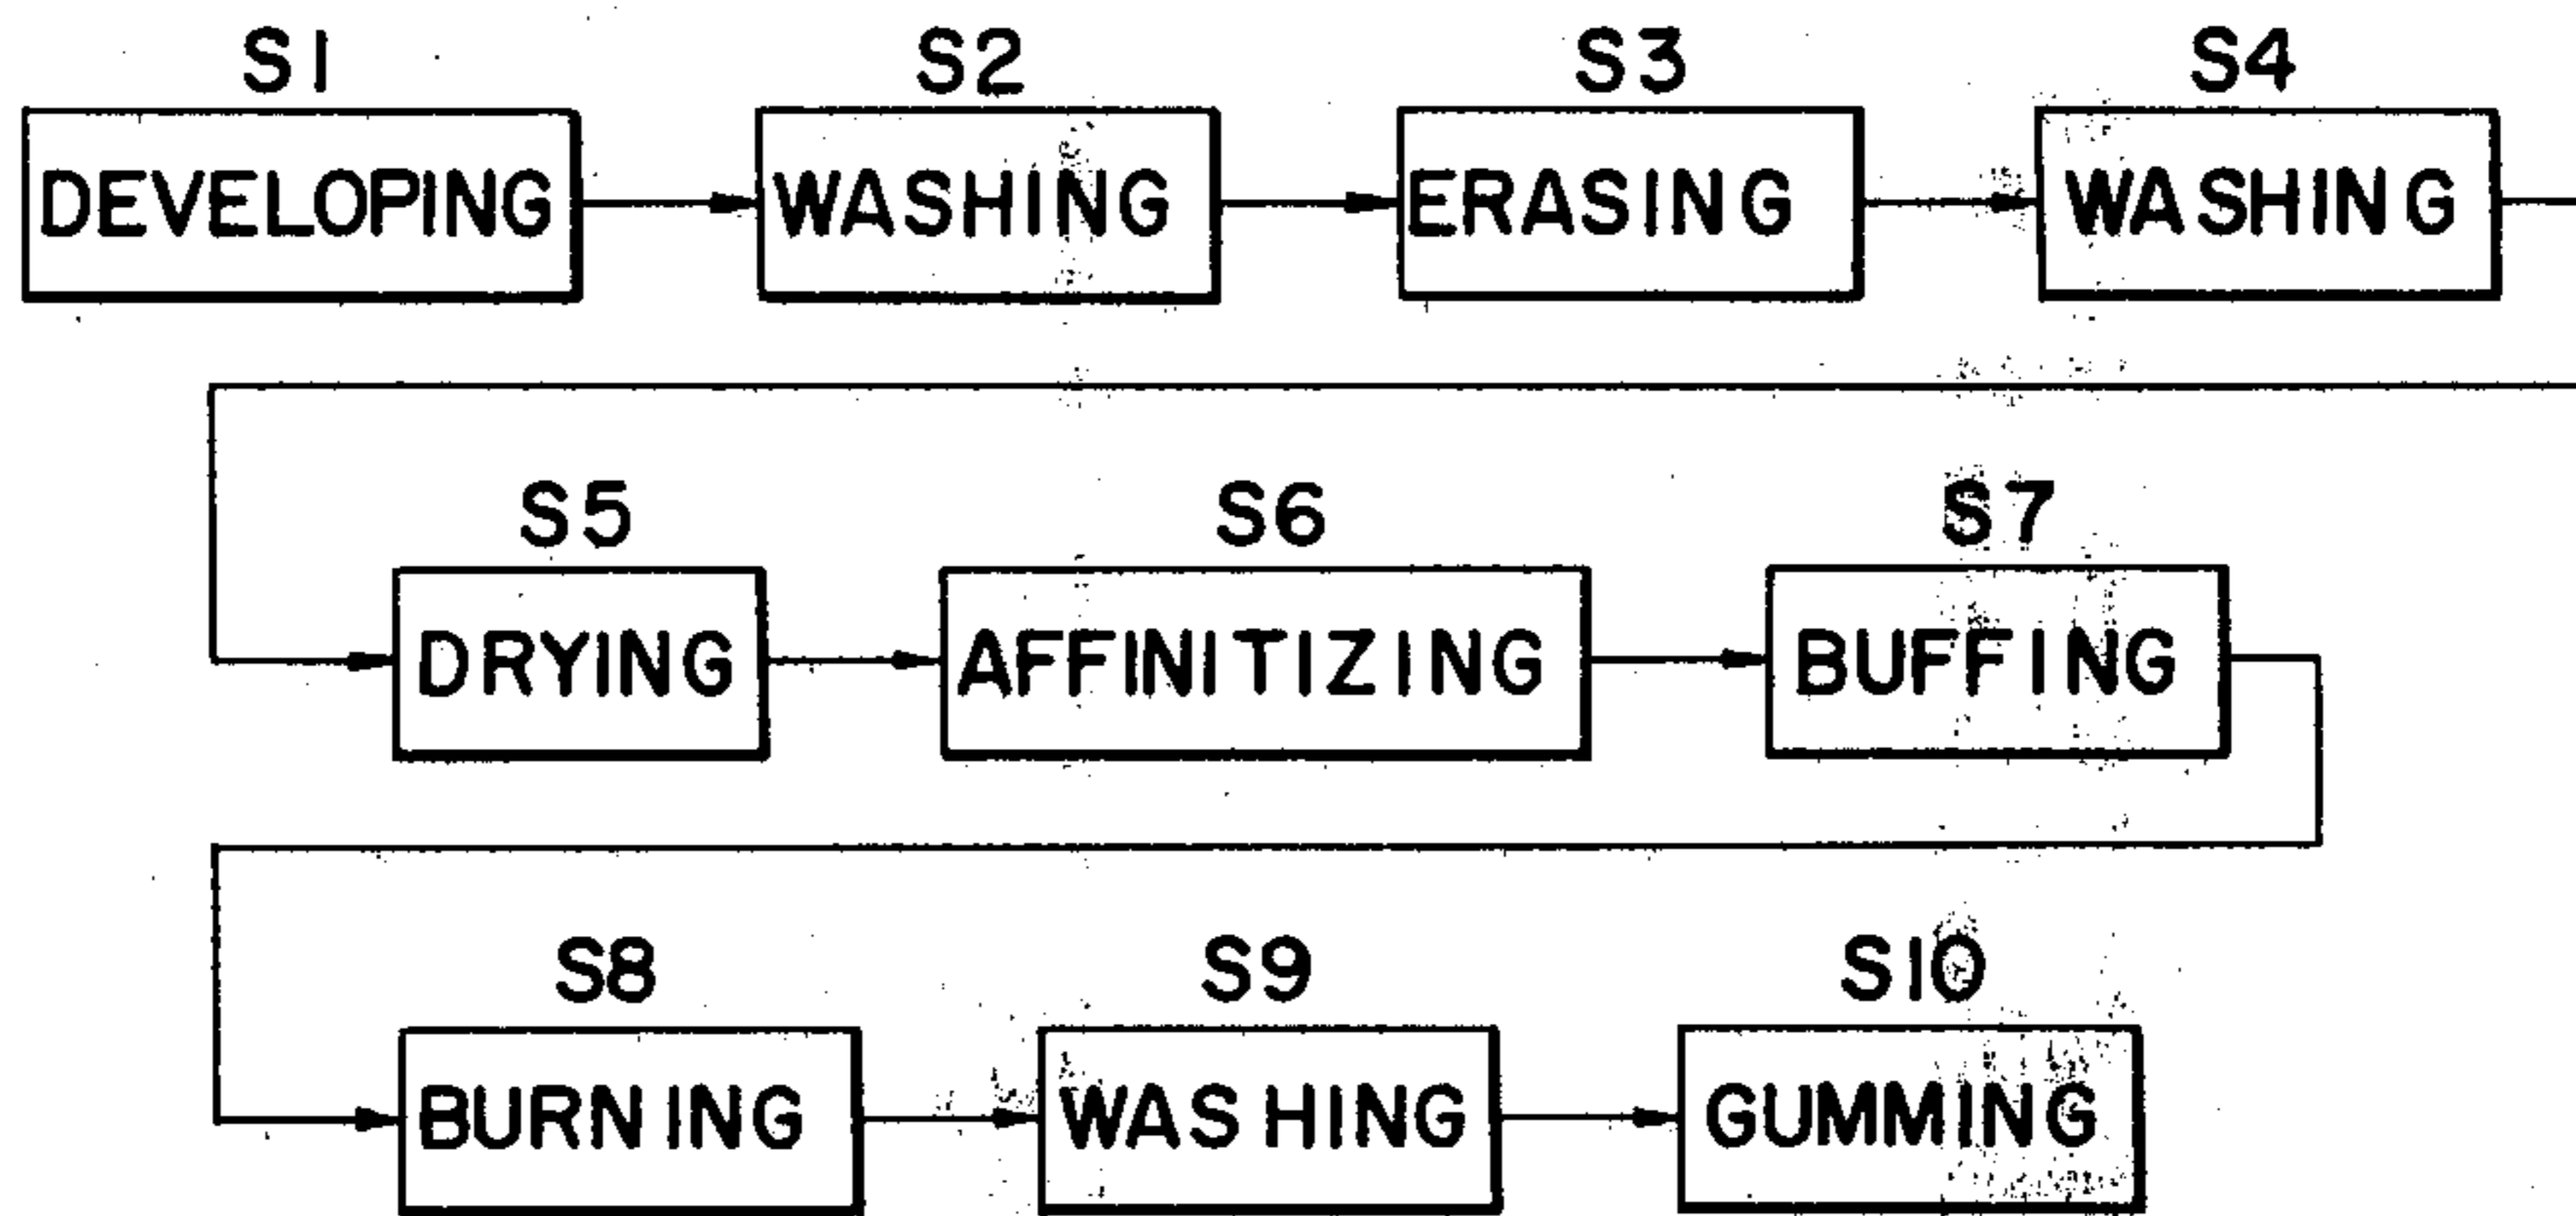 S1 S2 S3 S4
DEVELOPING WASHING ERASING WASHING
S5 S6 S7
DRYING AFFINITIZING BUFFING
S8 S9 S10
BURNING WASHING GUMMING